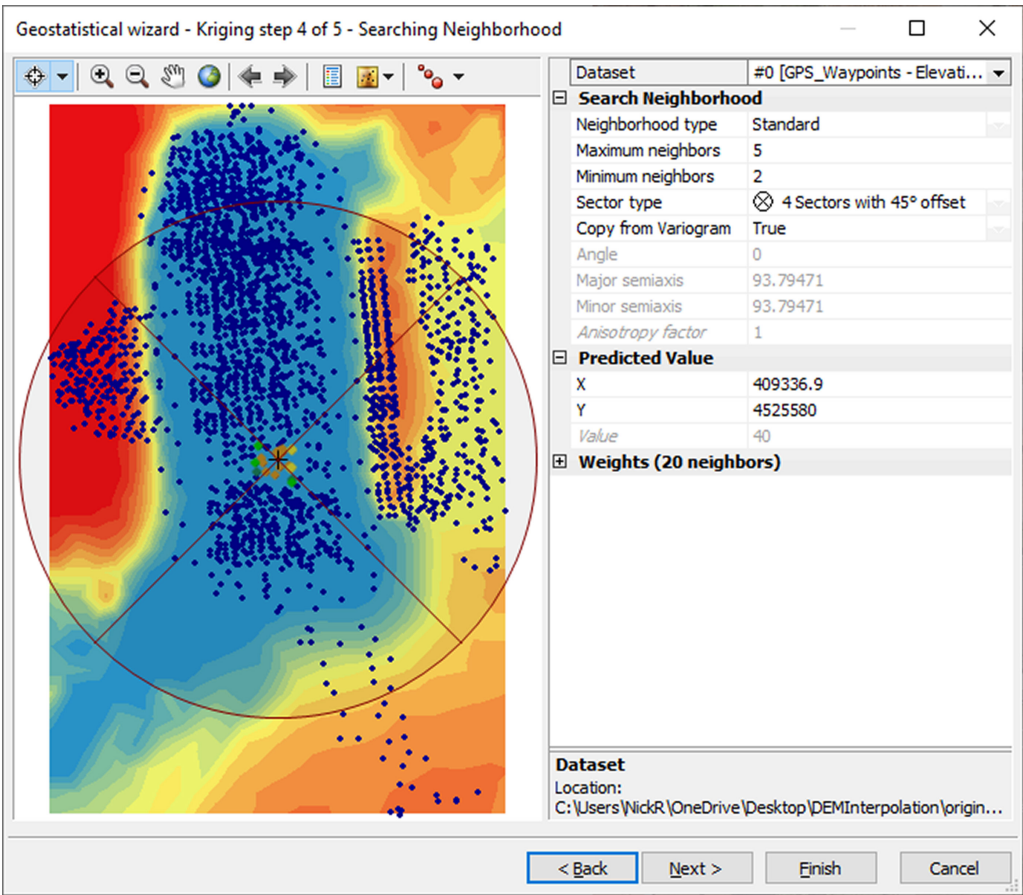 Geostatistical wizard - Kriging step 4 of 5 - Searching Neighborhood
Dataset #0 [GPS_Waypoints - Elevati...
Search Neighborhood
Neighborhood type Standard
Maximum neighbors 5
Minimum neighbors 2
Sector type 4 Sectors with 45° offset
Copy from Variogram True
Angle 0
Major semiaxis 93.79471
Minor semiaxis 93.79471
Anisotropy factor 1
Predicted Value
X 409336.9
Y 4525580
Value 40
Weights (20 neighbors)
Dataset
Location:
C:\Users\NickR\OneDrive\Desktop\DEMInterpolation\origin...
< Back Next > Finish Cancel